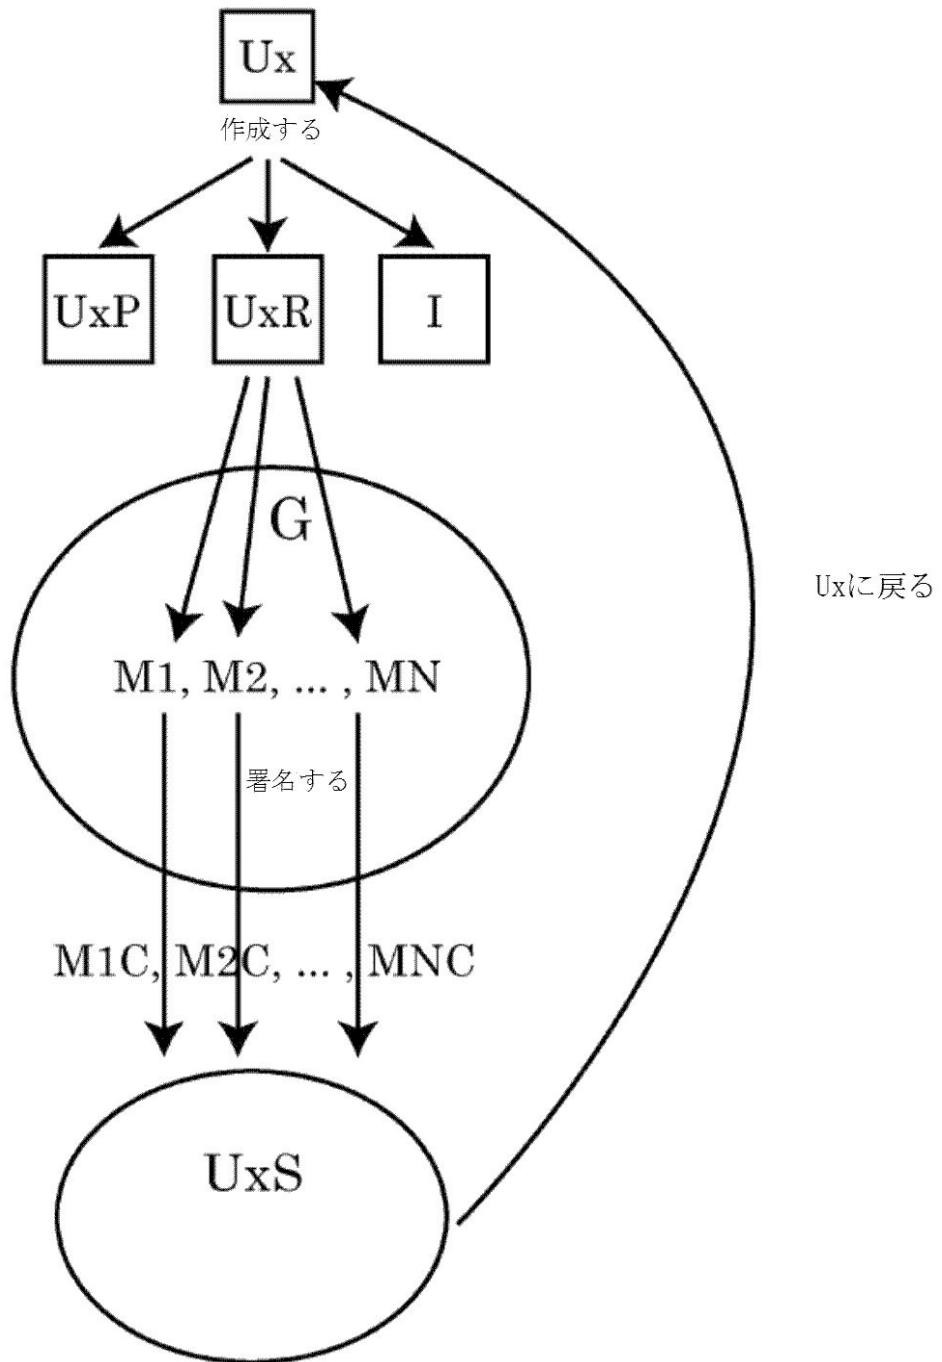 Ux
作成する
UxP
UxR
I
G
Uxに戻る
M1, M2, ... , MN
署名する
M1C, M2C, ... , MNC
UxS